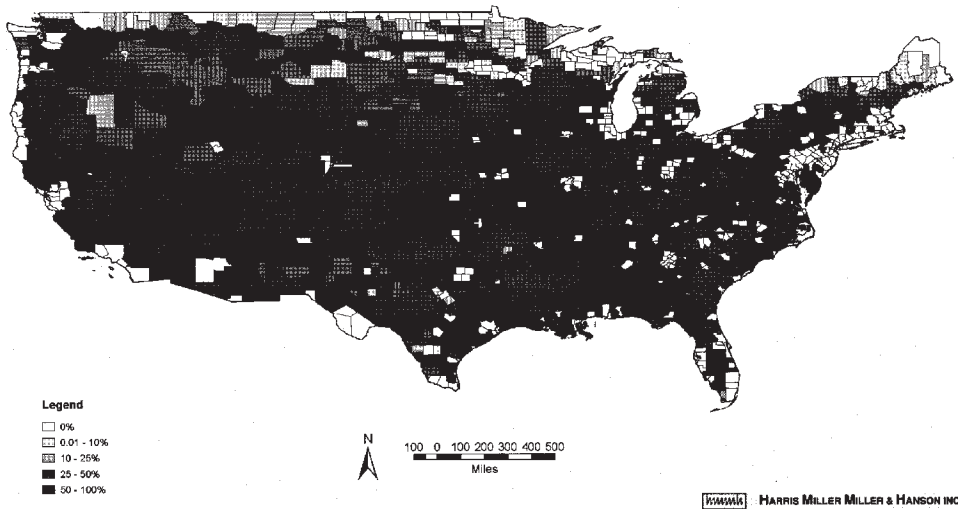 Legend
0%
0.01 - 10%
10 - 25%
25 - 50%
50 - 100%
N
100 0 100 200 300 400 500
Miles
HARRIS MILLER MILLER & HANSON INC